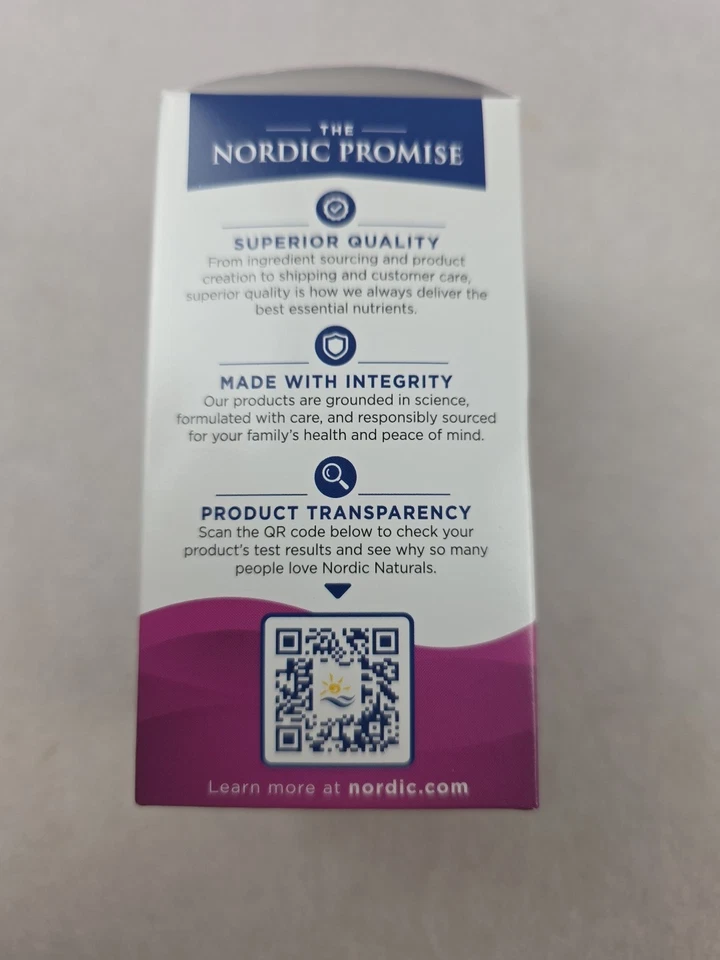 THE
NORDIC PROMISE
SUPERIOR QUALITY
From ingredient sourcing and product
creation to shipping and customer care,
superior quality is how we always deliver the
best essential nutrients.
MADE WITH INTEGRITY
Our products are grounded in science,
formulated with care, and responsibly sourced
for your family's health and peace of mind.
PRODUCT TRANSPARENCY
Scan the QR code below to check your
product's test results and see why so many
people love Nordic Naturals.
Learn more at nordic.com